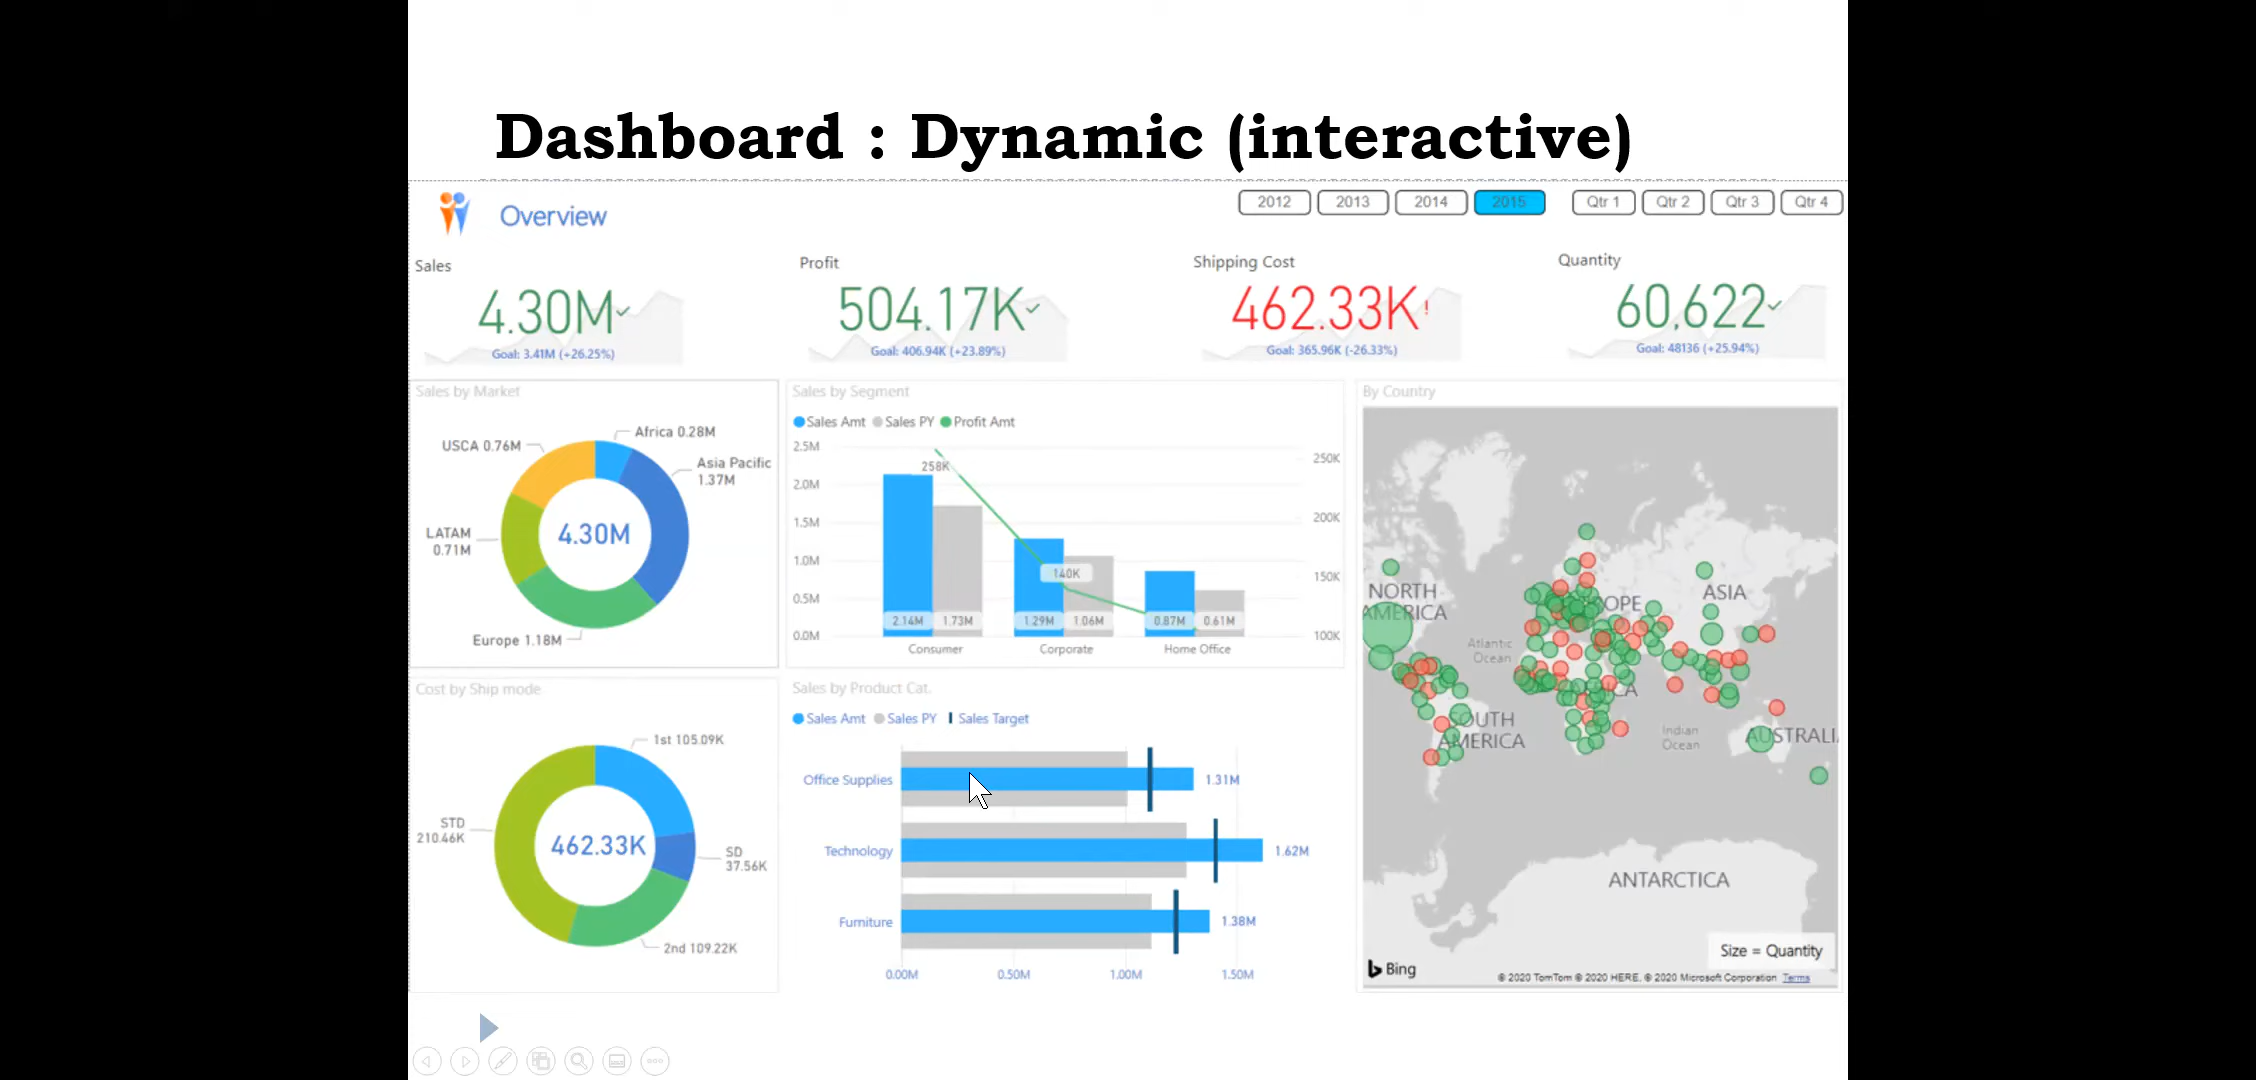 Dashboard : Dynamic (interactive)
Overview
2012 2013 2014 2015 Qtr 1 Qtr 2 Qtr 3 Qtr 4
Sales
4.30M
Goal: 3.41M (+26.25%)
Profit
504.17K
Goal: 406.94K (+23.89%)
Shipping Cost
462.33K!
Goal: 365.96K (-26.33%)
Quantity
60,622
Goal: 48136 (+25.94%)
Sales by Market
USCA 0.76M
Africa 0.28M
Asia Pacific
1.37M
LATAM
0.71M
4.30M
Europe 1.18M
Sales by Segment
Sales Amt Sales PY Profit Amt
2.5M
2.0M
1.5M
1.0M
0.5M
0.0M
258K
140K
2.14M 1.73M 1.29M 1.06M 0.87M 0.61M
Consumer Corporate Home Office
250K
200K
150K
100K
By Country
NORTH
AMERICA
ASIA
Atlantic
Ocean
SOUTH
AMERICA
Indian
Ocean
AUSTRALI
ANTARCTICA
Size = Quantity
Bing
© 2020 TomTom © 2020 HERE, © 2020 Microsoft Corporation Terms
Cost by Ship mode
1st 105.09K
STD
210.46K
462.33K
SD
37.56K
2nd 109.22K
Sales by Product Cat.
Sales Amt Sales PY Sales Target
Office Supplies 1.31M
Technology 1.62M
Furniture 1.38M
0.00M 0.50M 1.00M 1.50M